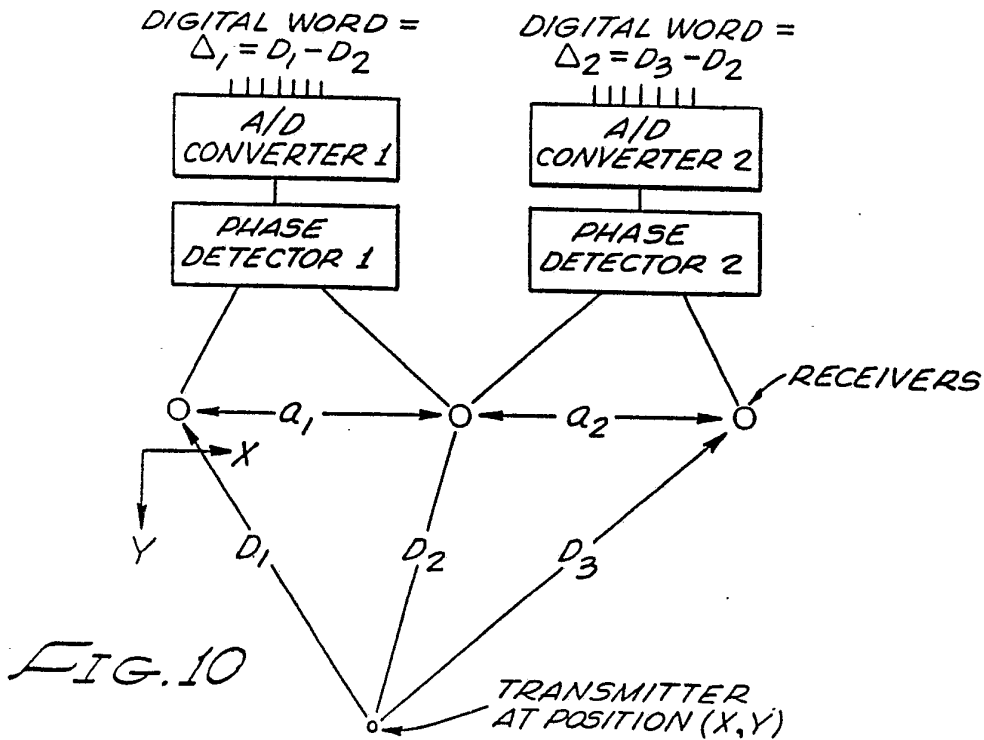 DIGITAL WORD =
Δ₁ = D₁ - D₂
DIGITAL WORD =
Δ₂ = D₃ - D₂
A/D
CONVERTER 1
A/D
CONVERTER 2
PHASE
DETECTOR 1
PHASE
DETECTOR 2
RECEIVERS
a₁
a₂
X
Y
D₁
D₂
D₃
FIG. 10
TRANSMITTER
AT POSITION (X,Y)